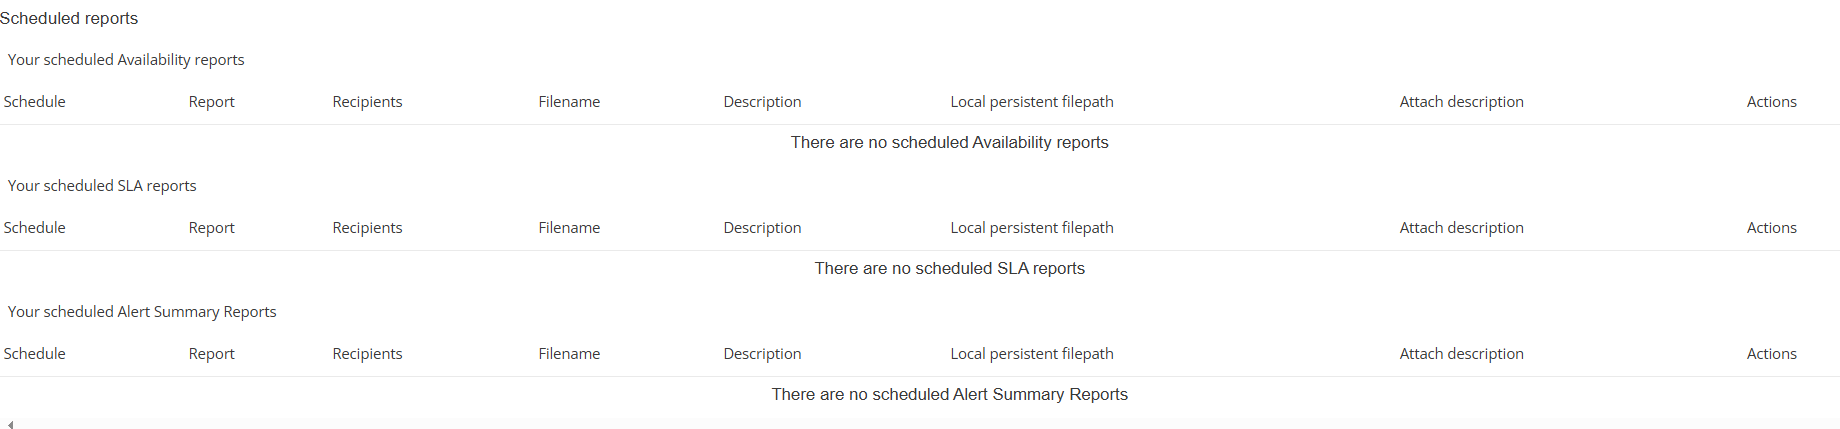 Scheduled reports
Your scheduled Availability reports
Schedule Report Recipients Filename Description Local persistent filepath Attach description Actions
There are no scheduled Availability reports
Your scheduled SLA reports
Schedule Report Recipients Filename Description Local persistent filepath Attach description Actions
There are no scheduled SLA reports
Your scheduled Alert Summary Reports
Schedule Report Recipients Filename Description Local persistent filepath Attach description Actions
There are no scheduled Alert Summary Reports